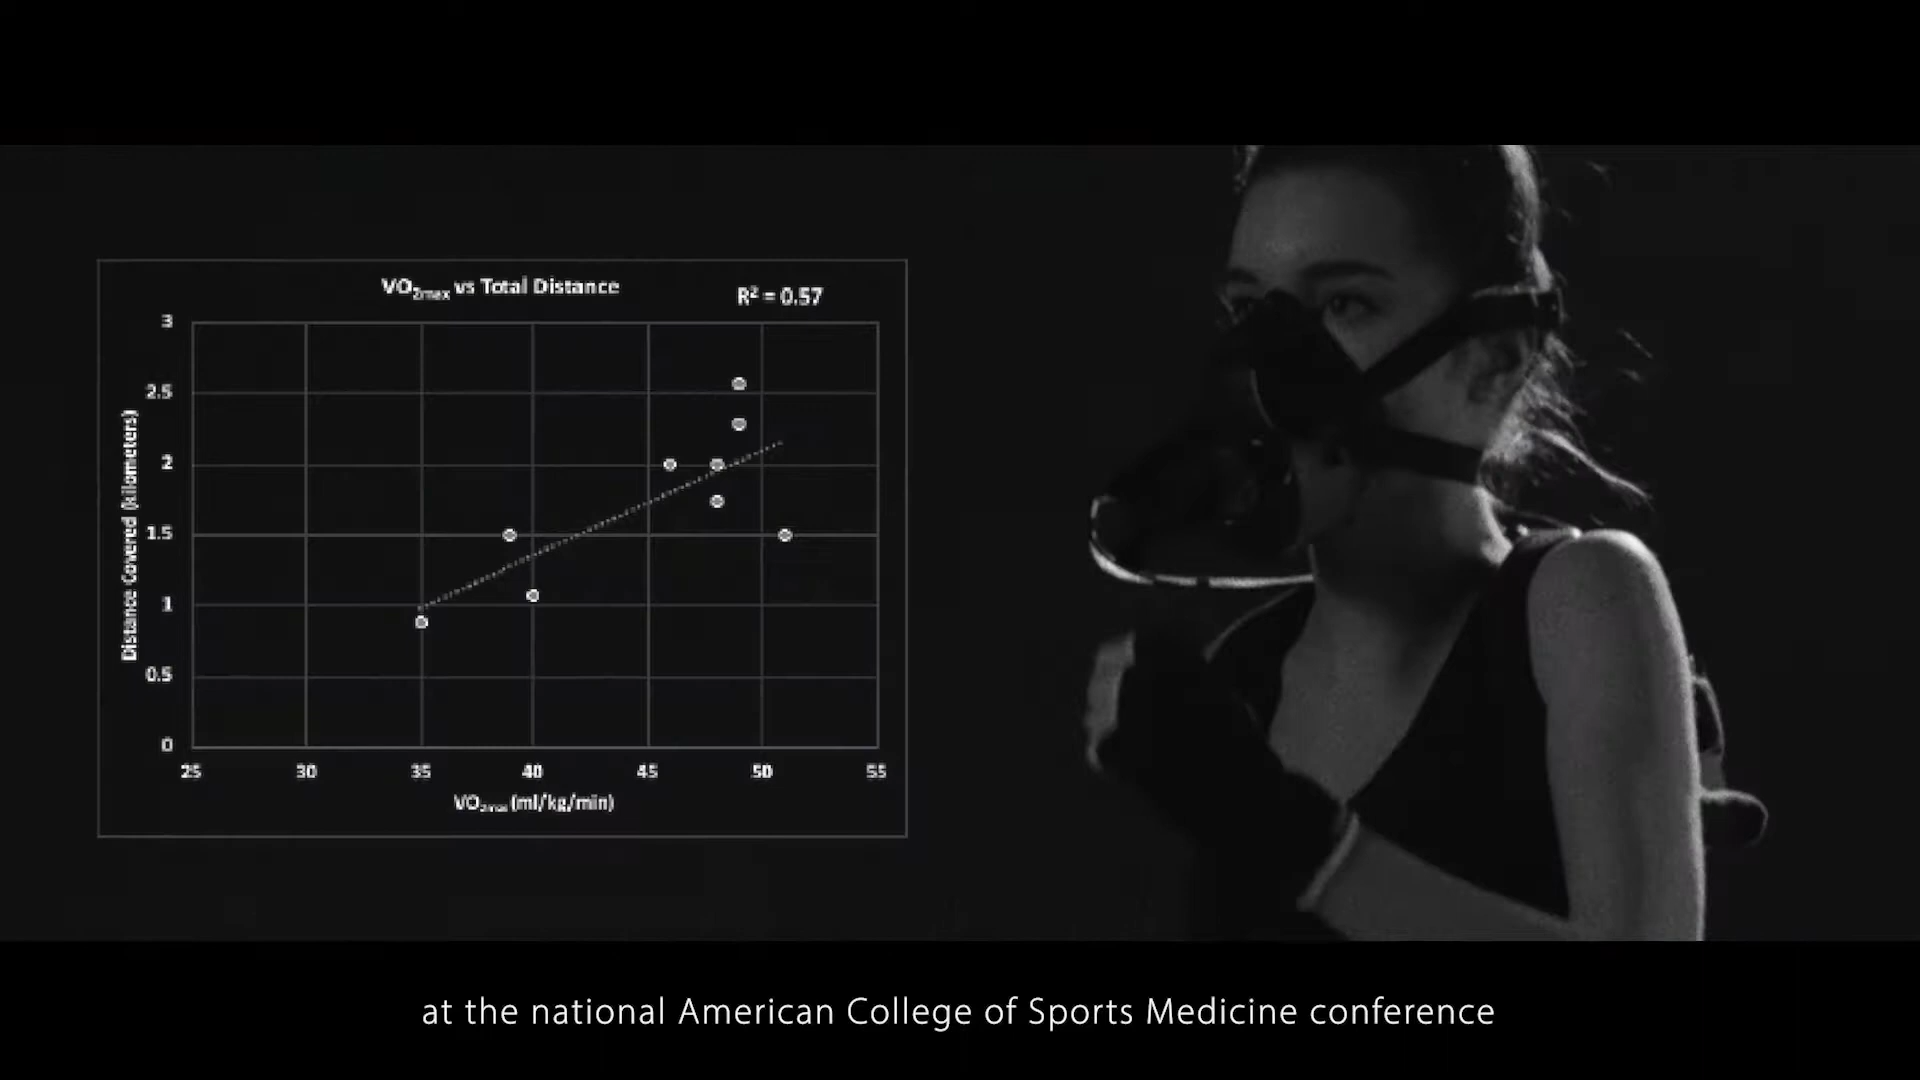 VO2max vs Total Distance
R² = 0.57
3
2.5
2
1.5
1
0.5
0
Distance Covered (kilometers)
25 30 35 40 45 50 55
VO2max (ml/kg/min)
at the national American College of Sports Medicine conference